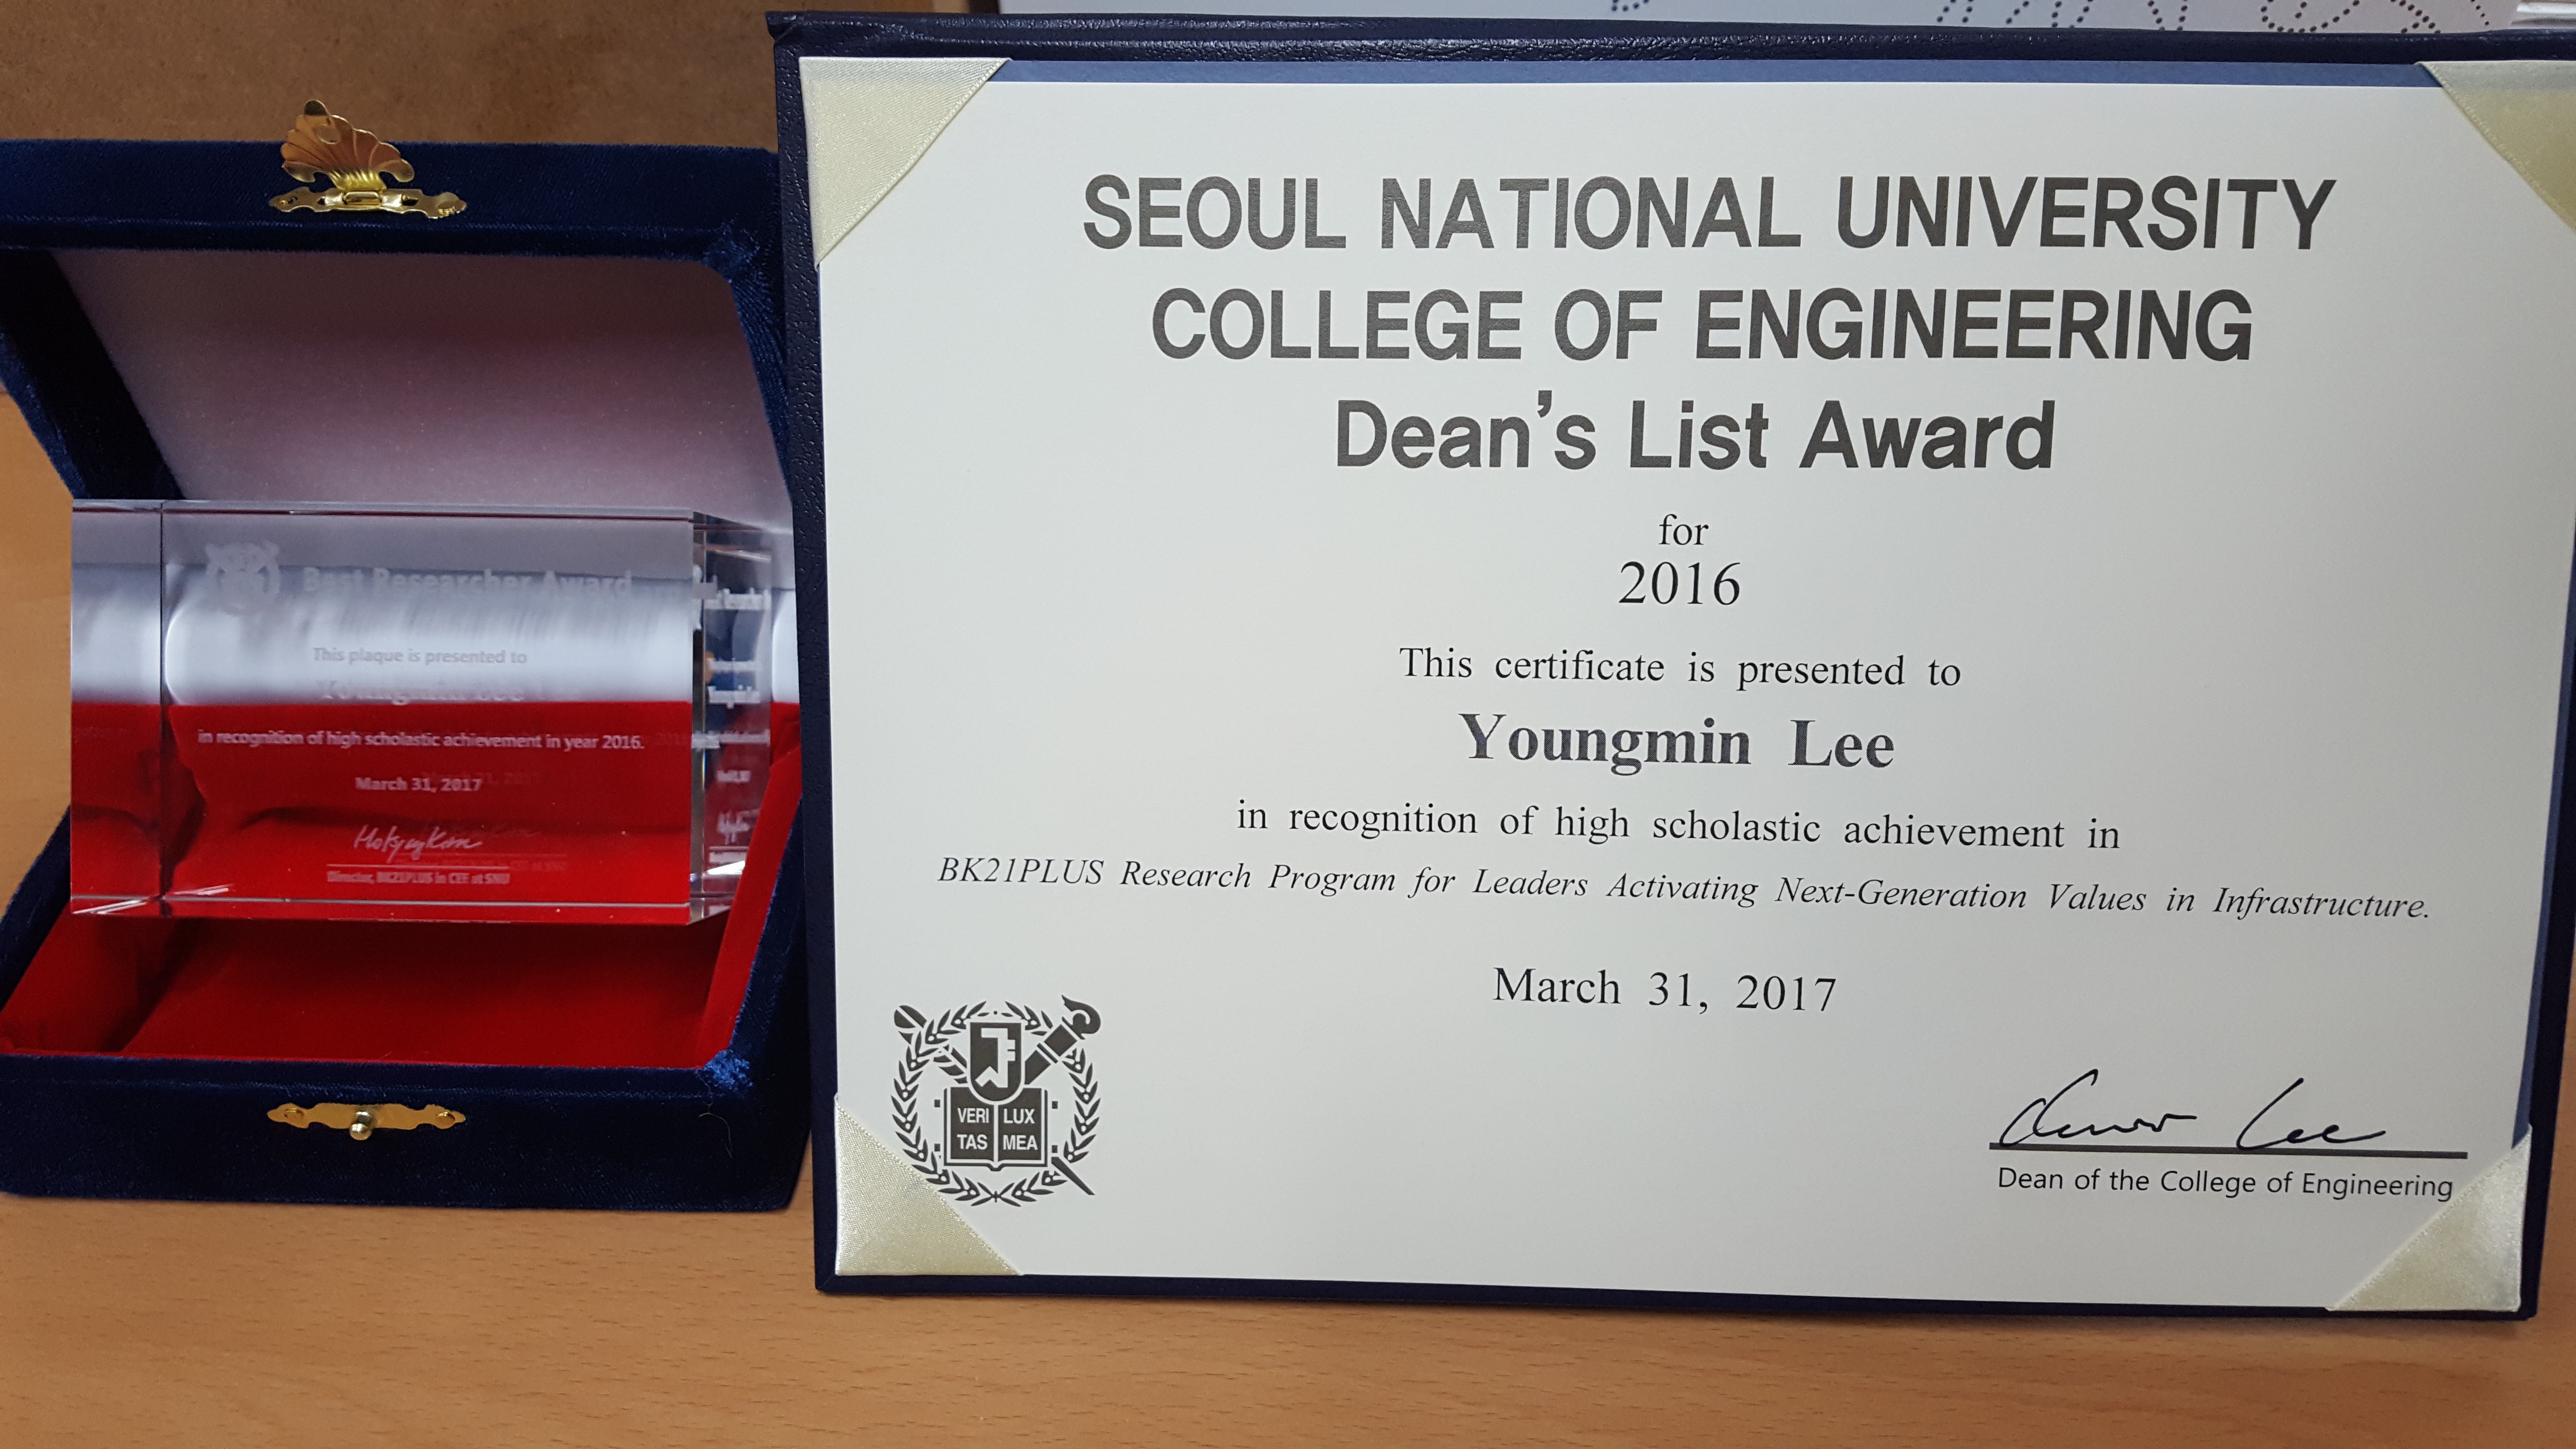 Best Researcher Award
This plaque is presented to
Youngmin Lee
in recognition of high scholastic achievement in year 2016.
March 31, 2017
Director, BK21PLUS in CEE at SNU
SEOUL NATIONAL UNIVERSITY
COLLEGE OF ENGINEERING
Dean's List Award
for
2016
This certificate is presented to
Youngmin Lee
in recognition of high scholastic achievement in
BK21PLUS Research Program for Leaders Activating Next-Generation Values in Infrastructure.
March 31, 2017
VERI LUX
TAS MEA
Lee
Dean of the College of Engineering